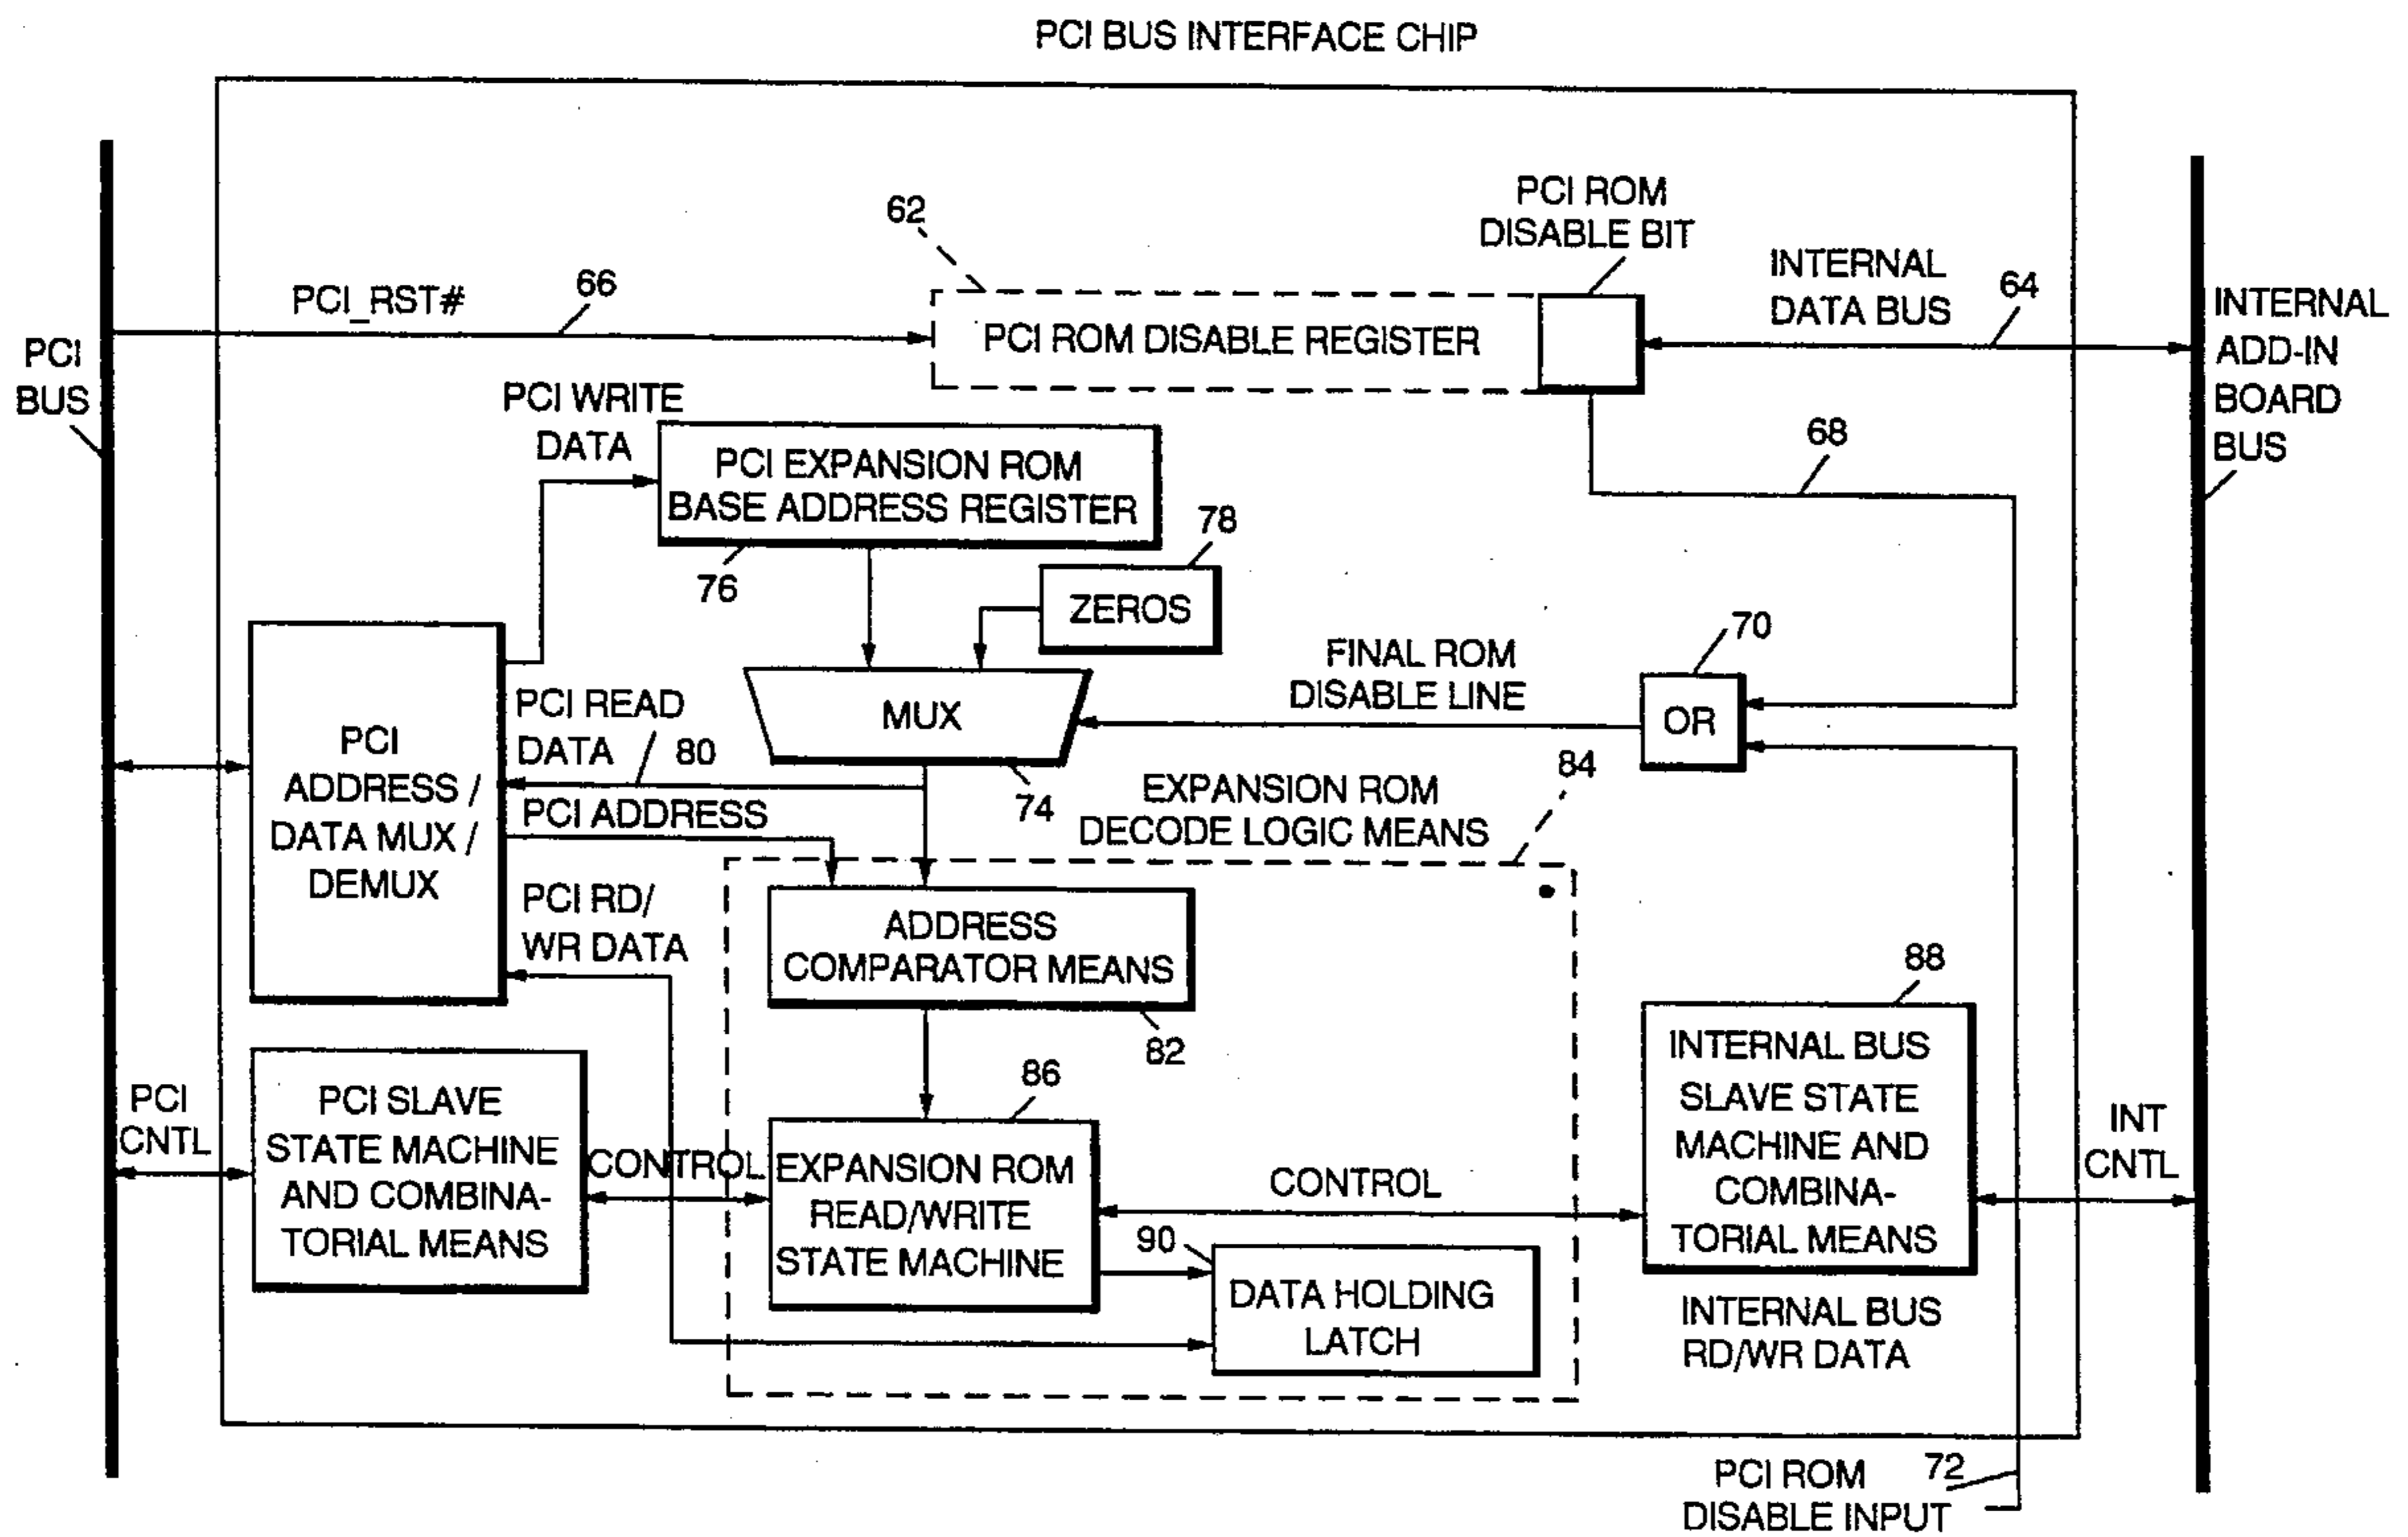 PCI BUS INTERFACE CHIP
PCI
BUS
PCI_RST#
66
62
PCI ROM DISABLE REGISTER
PCI ROM
DISABLE BIT
INTERNAL
DATA BUS
64
INTERNAL
ADD-IN
BOARD
BUS
68
PCI WRITE
DATA
PCI EXPANSION ROM
BASE ADDRESS REGISTER
76
78
ZEROS
MUX
74
FINAL ROM
DISABLE LINE
70
OR
PCI
ADDRESS /
DATA MUX /
DEMUX
PCI READ
DATA
80
PCI ADDRESS
PCI RD/
WR DATA
EXPANSION ROM
DECODE LOGIC MEANS
84
ADDRESS
COMPARATOR MEANS
82
PCI
CNTL
PCI SLAVE
STATE MACHINE
AND COMBINA-
TORIAL MEANS
CONTROL
86
EXPANSION ROM
READ/WRITE
STATE MACHINE
CONTROL
90
DATA HOLDING
LATCH
88
INTERNAL BUS
SLAVE STATE
MACHINE AND
COMBINA-
TORIAL MEANS
INT
CNTL
INTERNAL BUS
RD/WR DATA
PCI ROM
DISABLE INPUT
72